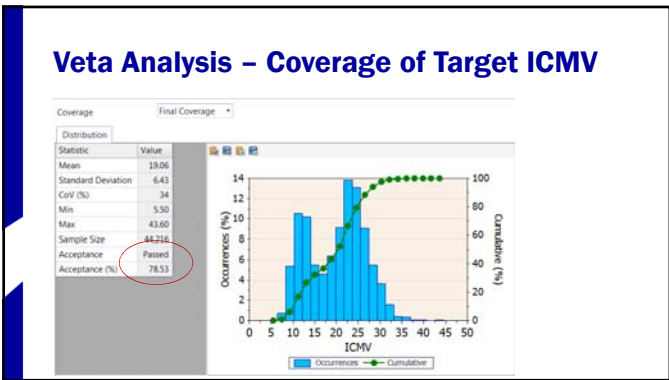 Veta Analysis – Coverage of Target ICMV
Coverage Final Coverage
Distribution
Statistic Value
Mean 19.06
Standard Deviation 6.43
CoV (%) 34
Min 5.50
Max 43.60
Sample Size 44,216
Acceptance Passed
Acceptance (%) 78.53
Occurrences (%)
14
12
10
8
6
4
2
0
100
80
60
40
20
0
Cumulative (%)
0 5 10 15 20 25 30 35 40 45 50
ICMV
Occurrences Cumulative